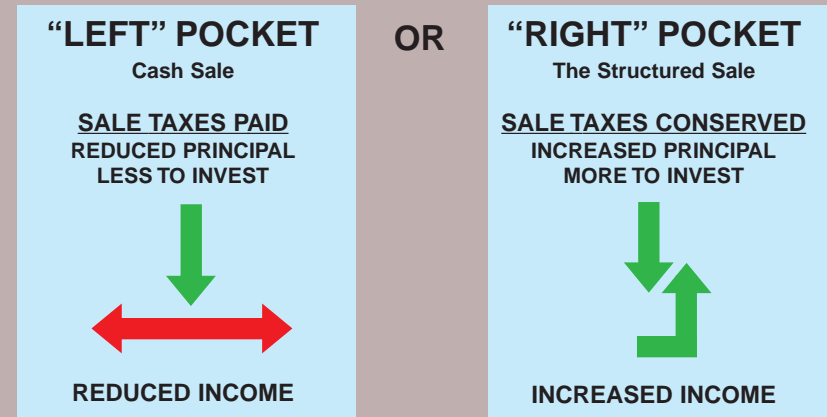 “LEFT” POCKET
Cash Sale
SALE TAXES PAID
REDUCED PRINCIPAL
LESS TO INVEST
REDUCED INCOME
OR
“RIGHT” POCKET
The Structured Sale
SALE TAXES CONSERVED
INCREASED PRINCIPAL
MORE TO INVEST
INCREASED INCOME